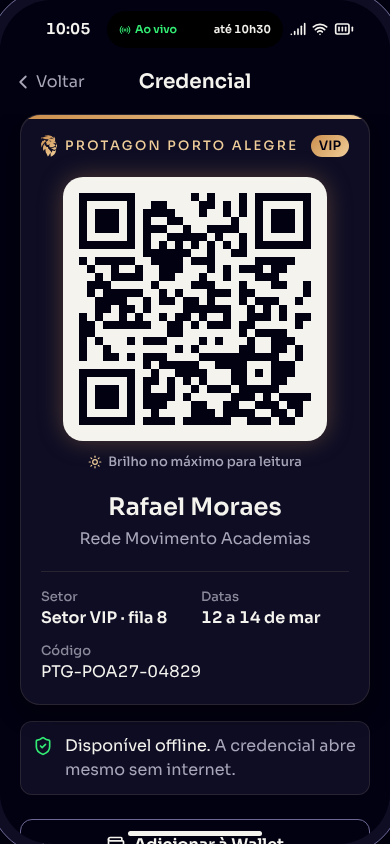 10:05
Ao vivo
até 10h30
Voltar
Credencial
PROTAGON PORTO ALEGRE
VIP
Brilho no máximo para leitura
Rafael Moraes
Rede Movimento Academias
Setor
Datas
Setor VIP · fila 8
12 a 14 de mar
Código
PTG-POA27-04829
Disponível offline. A credencial abre
mesmo sem internet.
Adicionar à Wallet